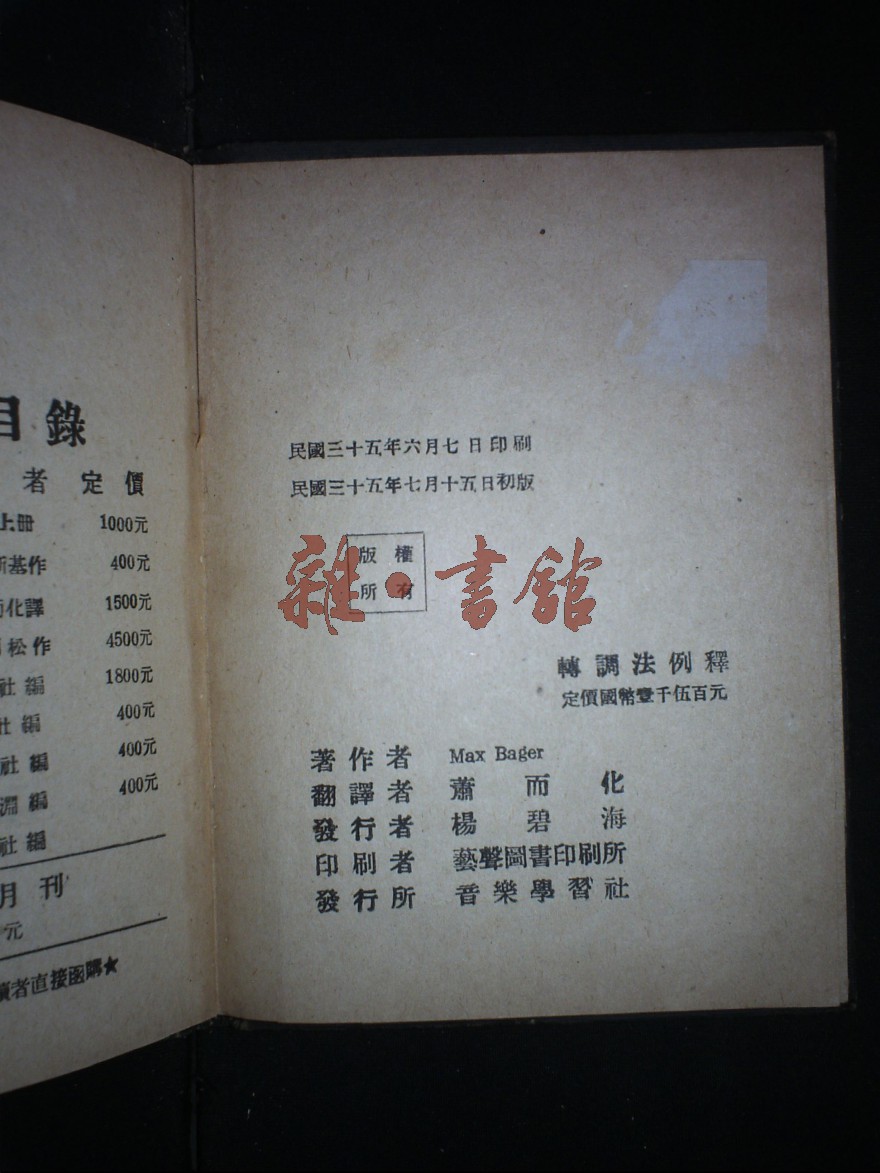 目錄
者 定價
上册 1000元
斯基作 400元
化譯 1500元
松作 4500元
社編 1800元
社編 400元
社編 400元
淵編 400元
社編
月刊
元
讀者直接函購★
民國三十五年六月七日印刷
民國三十五年七月十五日初版
版權
所有
雜·書館
轉調法例釋
定價國幣壹千伍百元
著作者 Max Bager
翻譯者 蕭而化
發行者 楊碧海
印刷者 藝聲圖書印刷所
發行所 音樂學習社